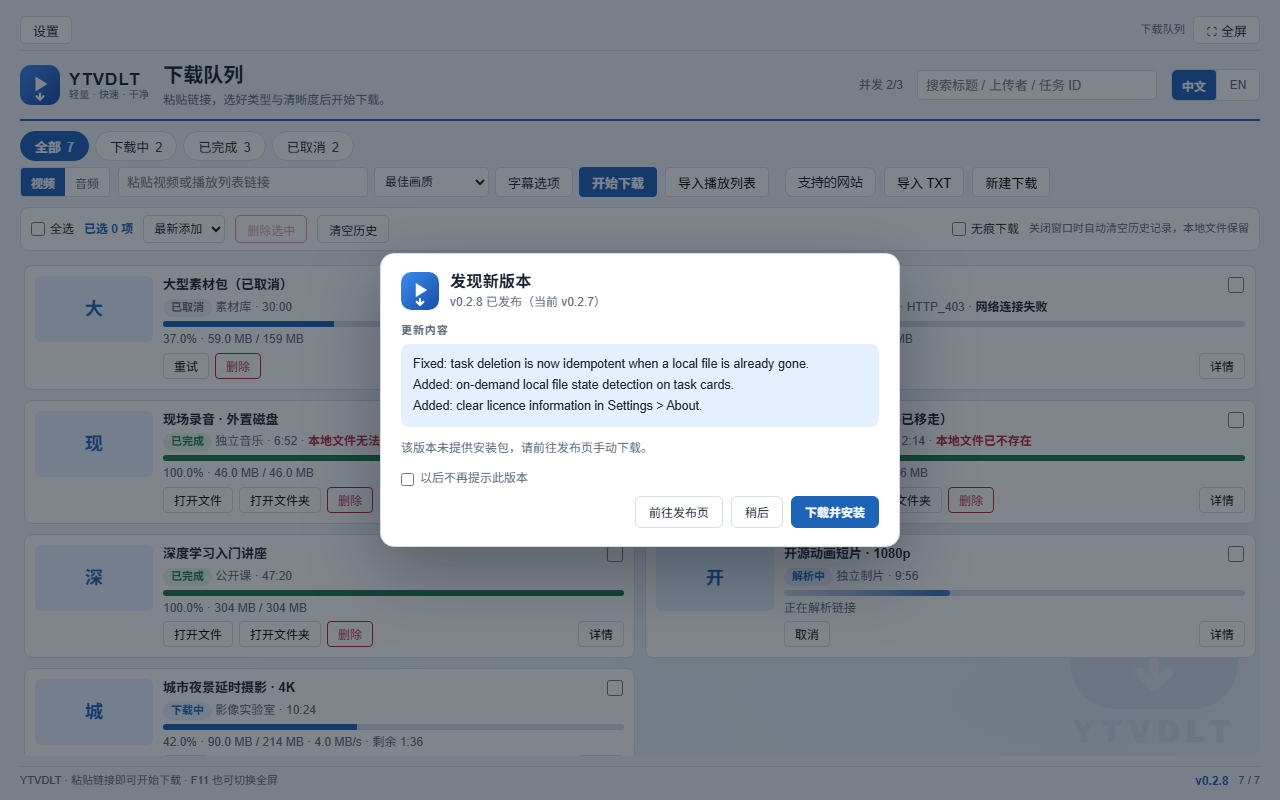 设置
下载队列
全屏
YTVDLT
轻量 · 快速 · 干净
下载队列
粘贴链接，选好类型与清晰度后开始下载。
并发 2/3
搜索标题 / 上传者 / 任务 ID
中文
EN
全部 7
下载中 2
已完成 3
已取消 2
视频
音频
粘贴视频或播放列表链接
最佳画质
字幕选项
开始下载
导入播放列表
支持的网站
导入 TXT
新建下载
全选
已选 0 项
最新添加
删除选中
清空历史
无痕下载
关闭窗口时自动清空历史记录，本地文件保留
大
大型素材包（已取消）
已取消 素材库 · 30:00
37.0% · 59.0 MB / 159 MB
重试
删除
· HTTP_403 · 网络连接失败
MB
详情
发现新版本
v0.2.8 已发布（当前 v0.2.7）
更新内容
Fixed: task deletion is now idempotent when a local file is already gone.
Added: on-demand local file state detection on task cards.
Added: clear licence information in Settings > About.
该版本未提供安装包，请前往发布页手动下载。
以后不再提示此版本
前往发布页
稍后
下载并安装
现
现场录音 · 外置磁盘
已完成 独立音乐 · 6:52 · 本地文件无法
100.0% · 46.0 MB / 46.0 MB
打开文件
打开文件夹
删除
已移走）
2:14 · 本地文件已不存在
6 MB
文件夹
删除
详情
深
深度学习入门讲座
已完成 公开课 · 47:20
100.0% · 304 MB / 304 MB
打开文件
打开文件夹
删除
详情
开
开源动画短片 · 1080p
解析中 独立制片 · 9:56
正在解析链接
取消
详情
城
城市夜景延时摄影 · 4K
下载中 影像实验室 · 10:24
42.0% · 90.0 MB / 214 MB · 4.0 MB/s · 剩余 1:36
YTVDLT
YTVDLT · 粘贴链接即可开始下载 · F11 也可切换全屏
v0.2.8
7 / 7